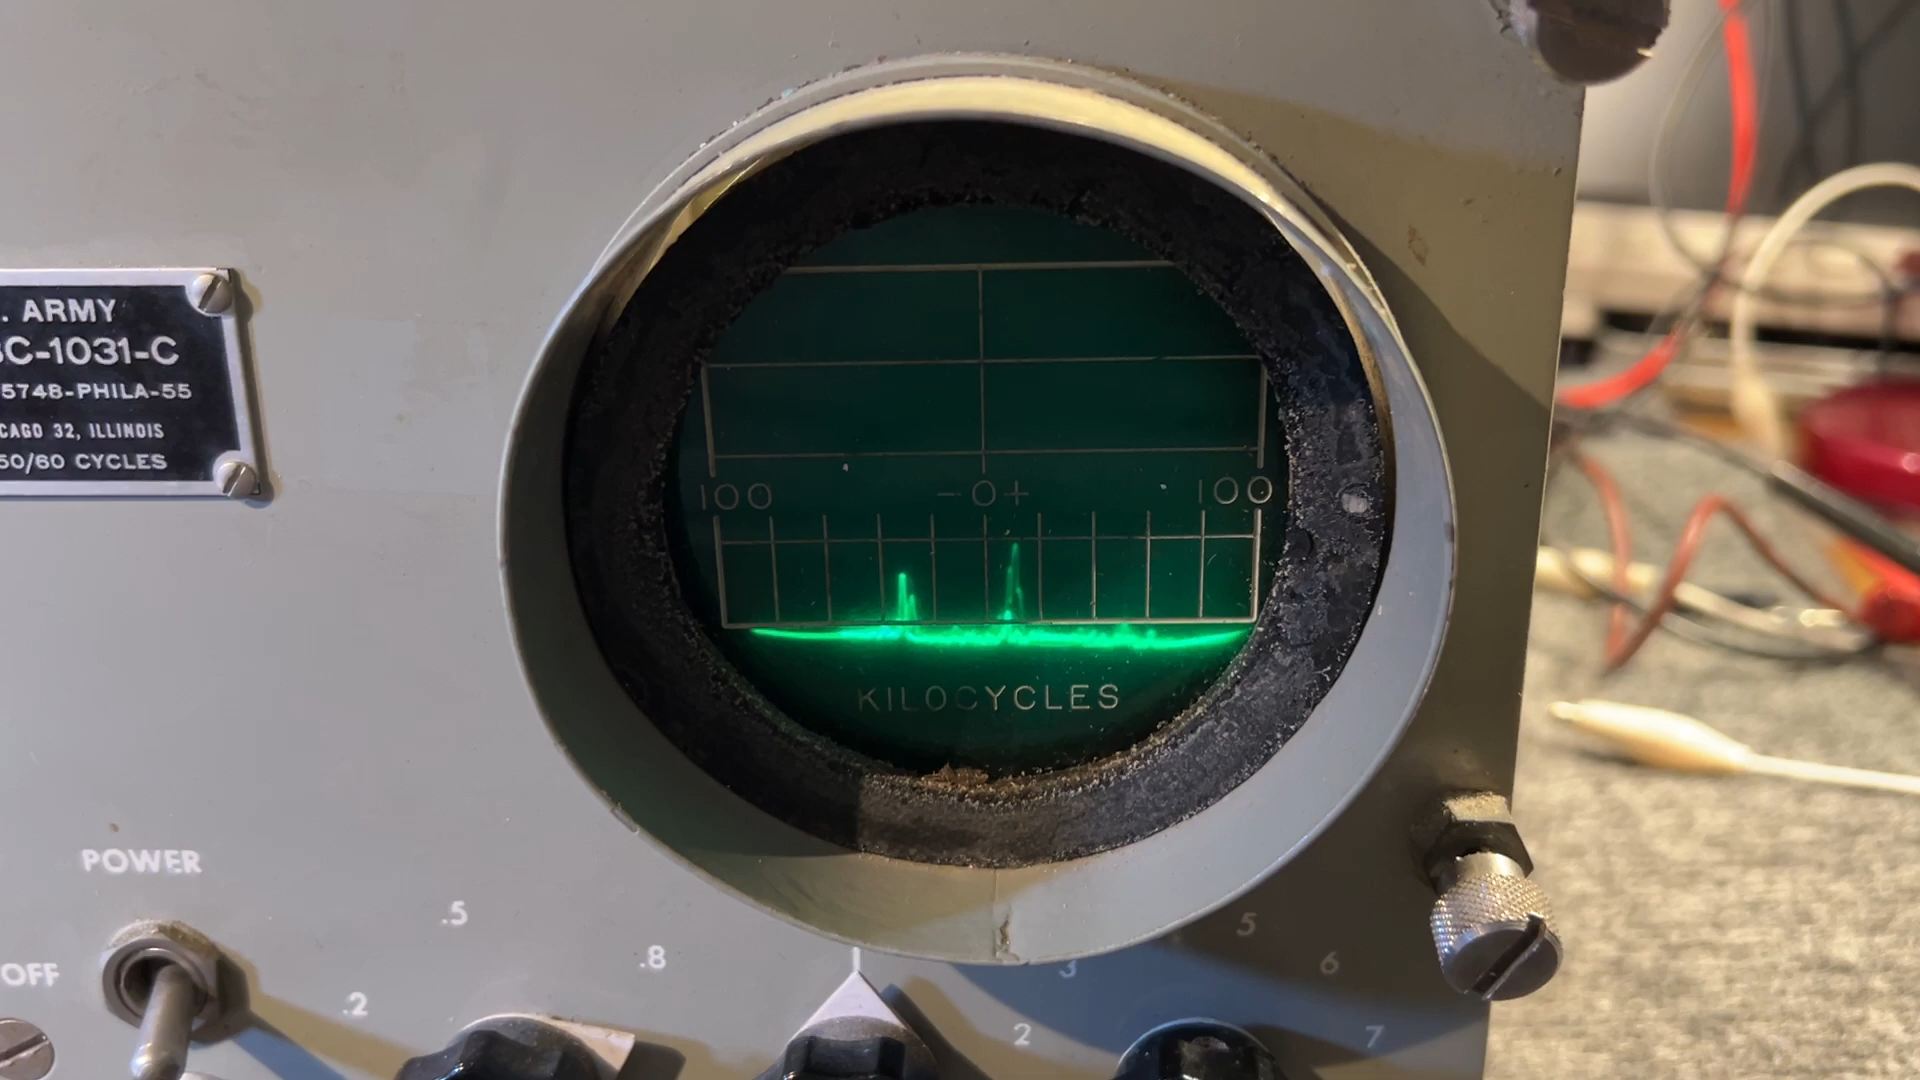 . ARMY
BC-1031-C
5748-PHILA-55
CAGO 32, ILLINOIS
50/60 CYCLES
100 -0+ 100
KILOCYCLES
POWER
OFF
.2
.5
.8
2
3
5
6
7